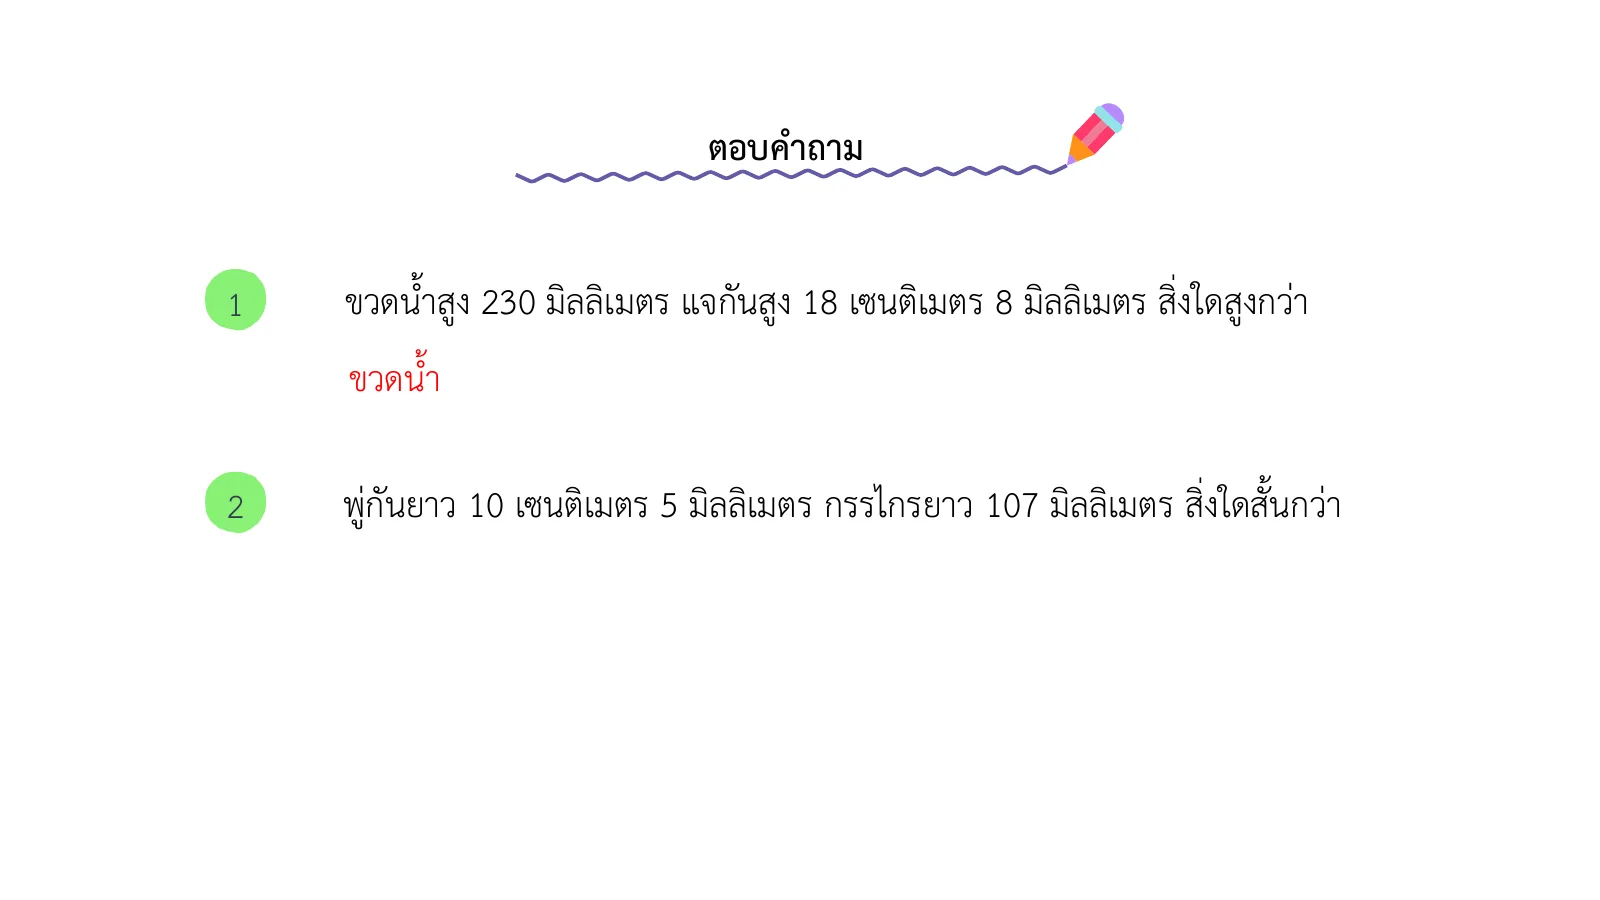 ตอบคำถาม
1 ขวดน้ำสูง 230 มิลลิเมตร แจกันสูง 18 เซนติเมตร 8 มิลลิเมตร สิ่งใดสูงกว่า
ขวดน้ำ
2 พู่กันยาว 10 เซนติเมตร 5 มิลลิเมตร กรรไกรยาว 107 มิลลิเมตร สิ่งใดสั้นกว่า